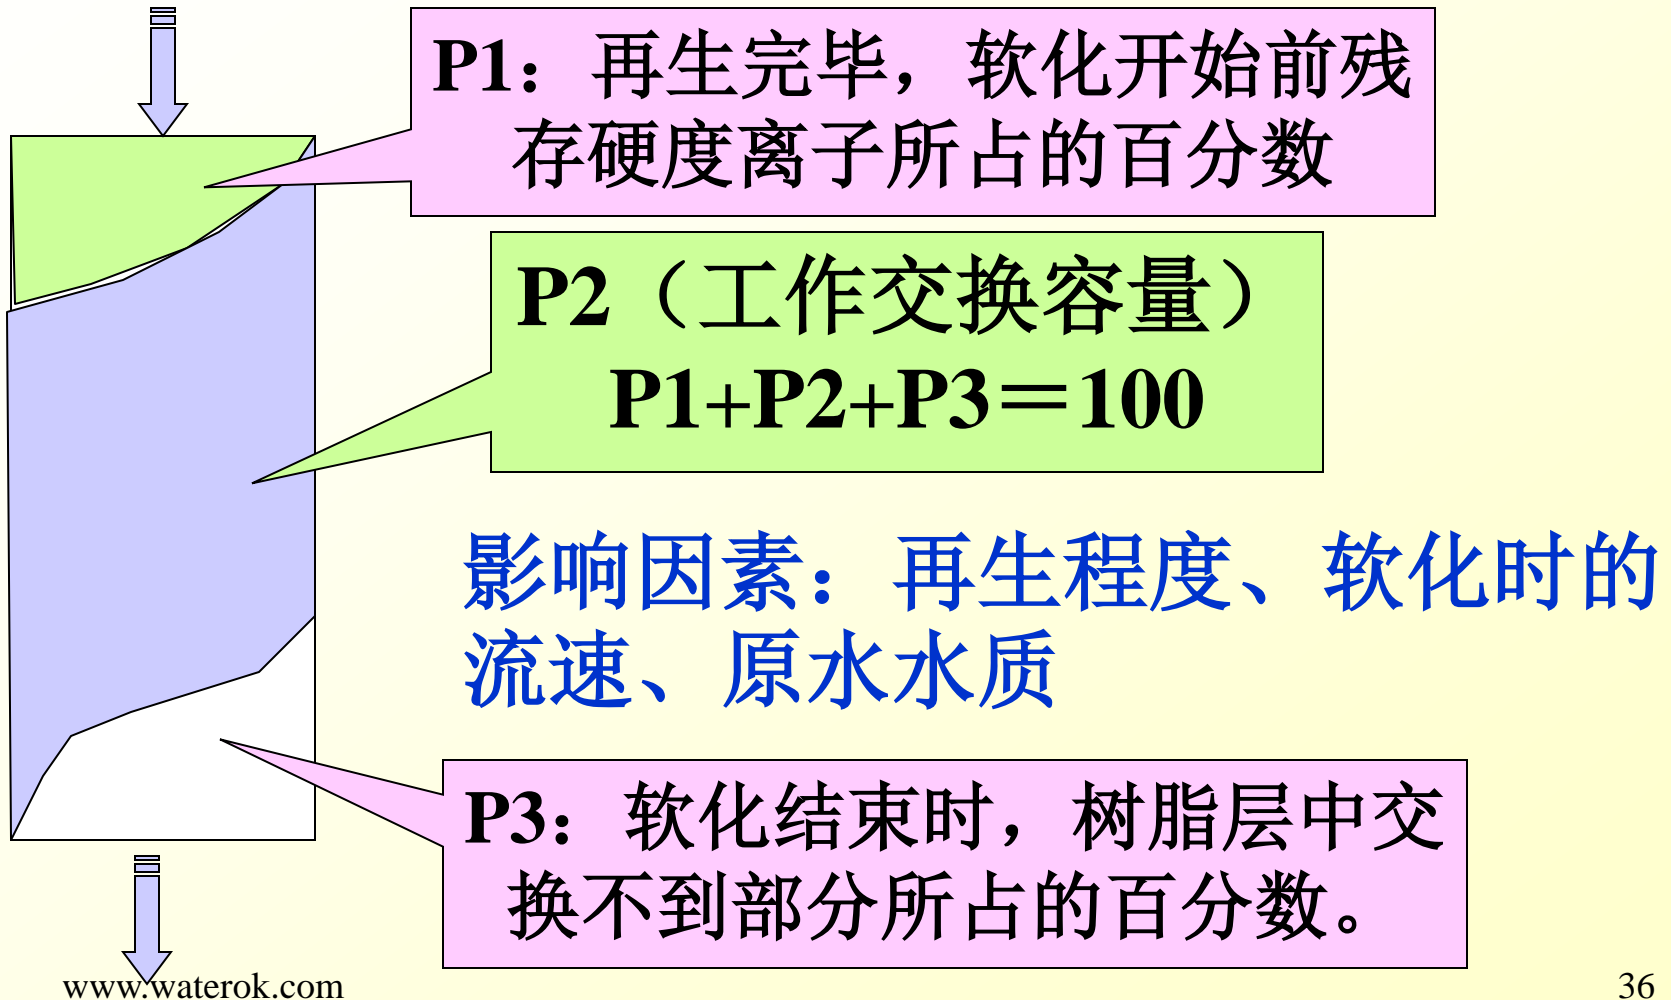 P1：再生完毕，软化开始前残
存硬度离子所占的百分数
P2（工作交换容量）
P1+P2+P3＝100
影响因素：再生程度、软化时的
流速、原水水质
P3：软化结束时，树脂层中交
换不到部分所占的百分数。
www.waterok.com
36